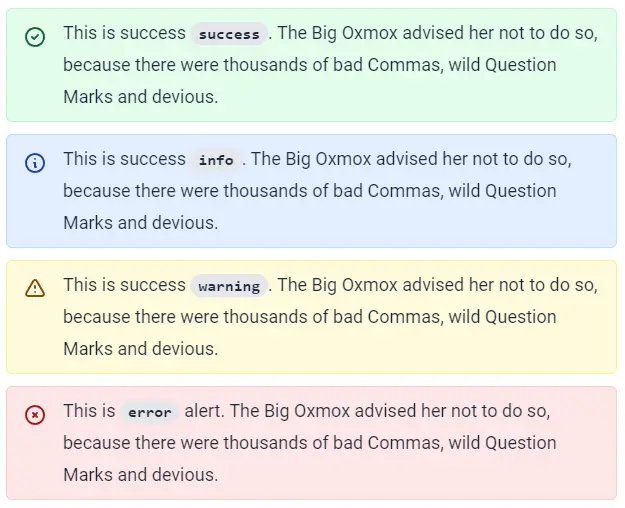 This is success success. The Big Oxmox advised her not to do so,
because there were thousands of bad Commas, wild Question
Marks and devious.
This is success info. The Big Oxmox advised her not to do so,
because there were thousands of bad Commas, wild Question
Marks and devious.
This is success warning. The Big Oxmox advised her not to do so,
because there were thousands of bad Commas, wild Question
Marks and devious.
This is error alert. The Big Oxmox advised her not to do so,
because there were thousands of bad Commas, wild Question
Marks and devious.